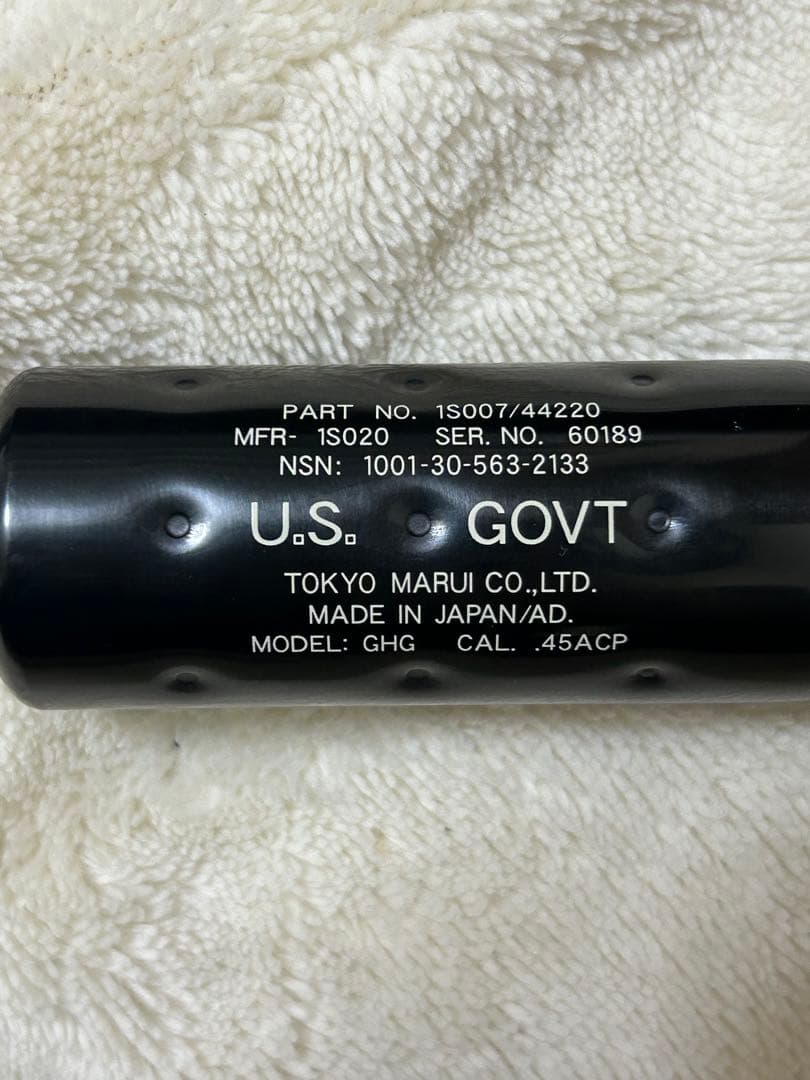 PART NO. 1S007/44220
MFR- 1S020 SER. NO. 60189
NSN: 1001-30-563-2133
U.S. GOVT
TOKYO MARUI CO.,LTD.
MADE IN JAPAN/AD.
MODEL: GHG CAL. .45ACP